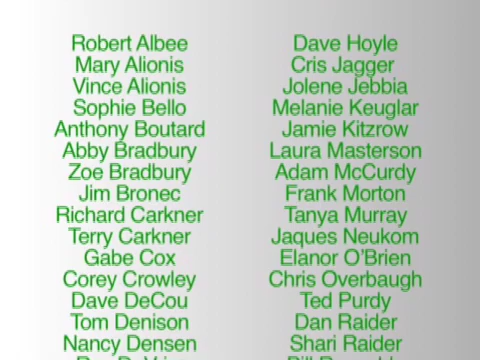 Robert Albee
Mary Alionis
Vince Alionis
Sophie Bello
Anthony Boutard
Abby Bradbury
Zoe Bradbury
Jim Bronec
Richard Carkner
Terry Carkner
Gabe Cox
Corey Crowley
Dave DeCou
Tom Denison
Nancy Densen
Dave Hoyle
Cris Jagger
Jolene Jebbia
Melanie Keuglar
Jamie Kitzrow
Laura Masterson
Adam McCurdy
Frank Morton
Tanya Murray
Jaques Neukom
Elanor O'Brien
Chris Overbaugh
Ted Purdy
Dan Raider
Shari Raider